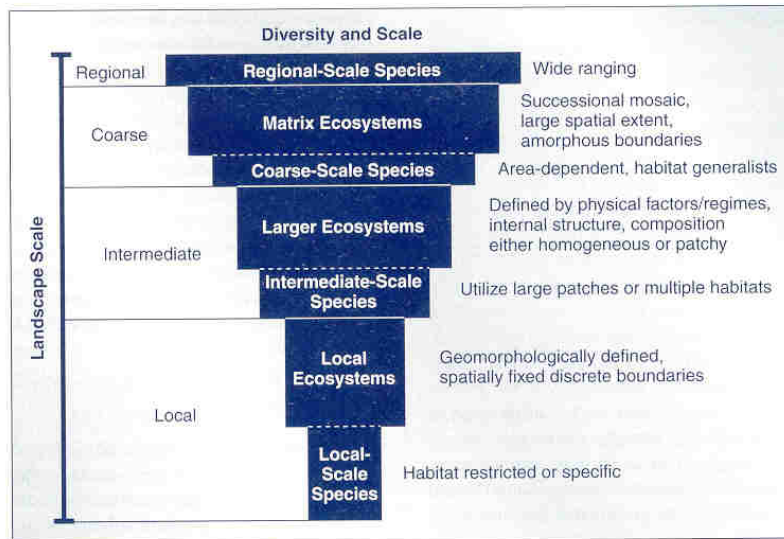 Diversity and Scale
Landscape Scale
Regional
Regional-Scale Species
Wide ranging
Coarse
Matrix Ecosystems
Successional mosaic,
large spatial extent,
amorphous boundaries
Coarse-Scale Species
Area-dependent, habitat generalists
Intermediate
Larger Ecosystems
Defined by physical factors/regimes,
internal structure, composition
either homogeneous or patchy
Intermediate-Scale
Species
Utilize large patches or multiple habitats
Local
Local
Ecosystems
Geomorphologically defined,
spatially fixed discrete boundaries
Local-
Scale
Species
Habitat restricted or specific